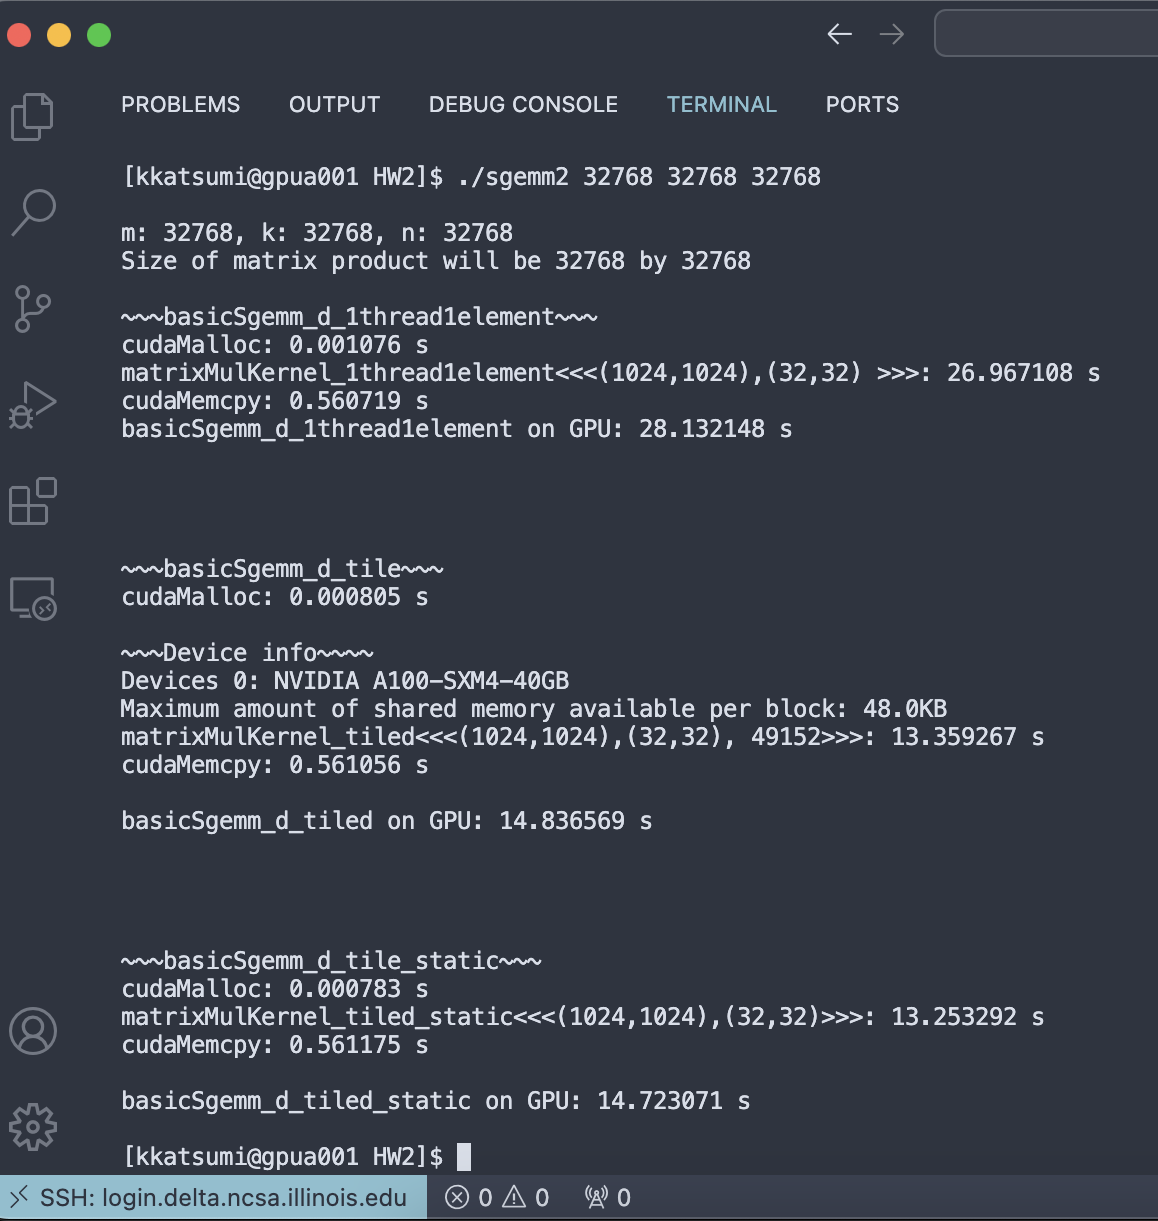 PROBLEMS OUTPUT DEBUG CONSOLE TERMINAL PORTS
[kkatsumi@gpua001 HW2]$ ./sgemm2 32768 32768 32768
m: 32768, k: 32768, n: 32768
Size of matrix product will be 32768 by 32768
~~~basicSgemm_d_1thread1element~~~
cudaMalloc: 0.001076 s
matrixMulKernel_1thread1element<<<(1024,1024),(32,32) >>>: 26.967108 s
cudaMemcpy: 0.560719 s
basicSgemm_d_1thread1element on GPU: 28.132148 s
~~~basicSgemm_d_tile~~~
cudaMalloc: 0.000805 s
~~~Device info~~~~
Devices 0: NVIDIA A100-SXM4-40GB
Maximum amount of shared memory available per block: 48.0KB
matrixMulKernel_tiled<<<(1024,1024),(32,32), 49152>>>: 13.359267 s
cudaMemcpy: 0.561056 s
basicSgemm_d_tiled on GPU: 14.836569 s
~~~basicSgemm_d_tile_static~~~
cudaMalloc: 0.000783 s
matrixMulKernel_tiled_static<<<(1024,1024),(32,32)>>>: 13.253292 s
cudaMemcpy: 0.561175 s
basicSgemm_d_tiled_static on GPU: 14.723071 s
[kkatsumi@gpua001 HW2]$
SSH: login.delta.ncsa.illinois.edu 0 0 0